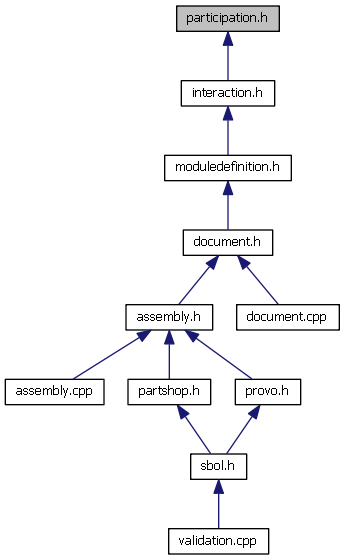 participation.h
interaction.h
moduledefinition.h
document.h
assembly.h
document.cpp
assembly.cpp
partshop.h
provo.h
sbol.h
validation.cpp